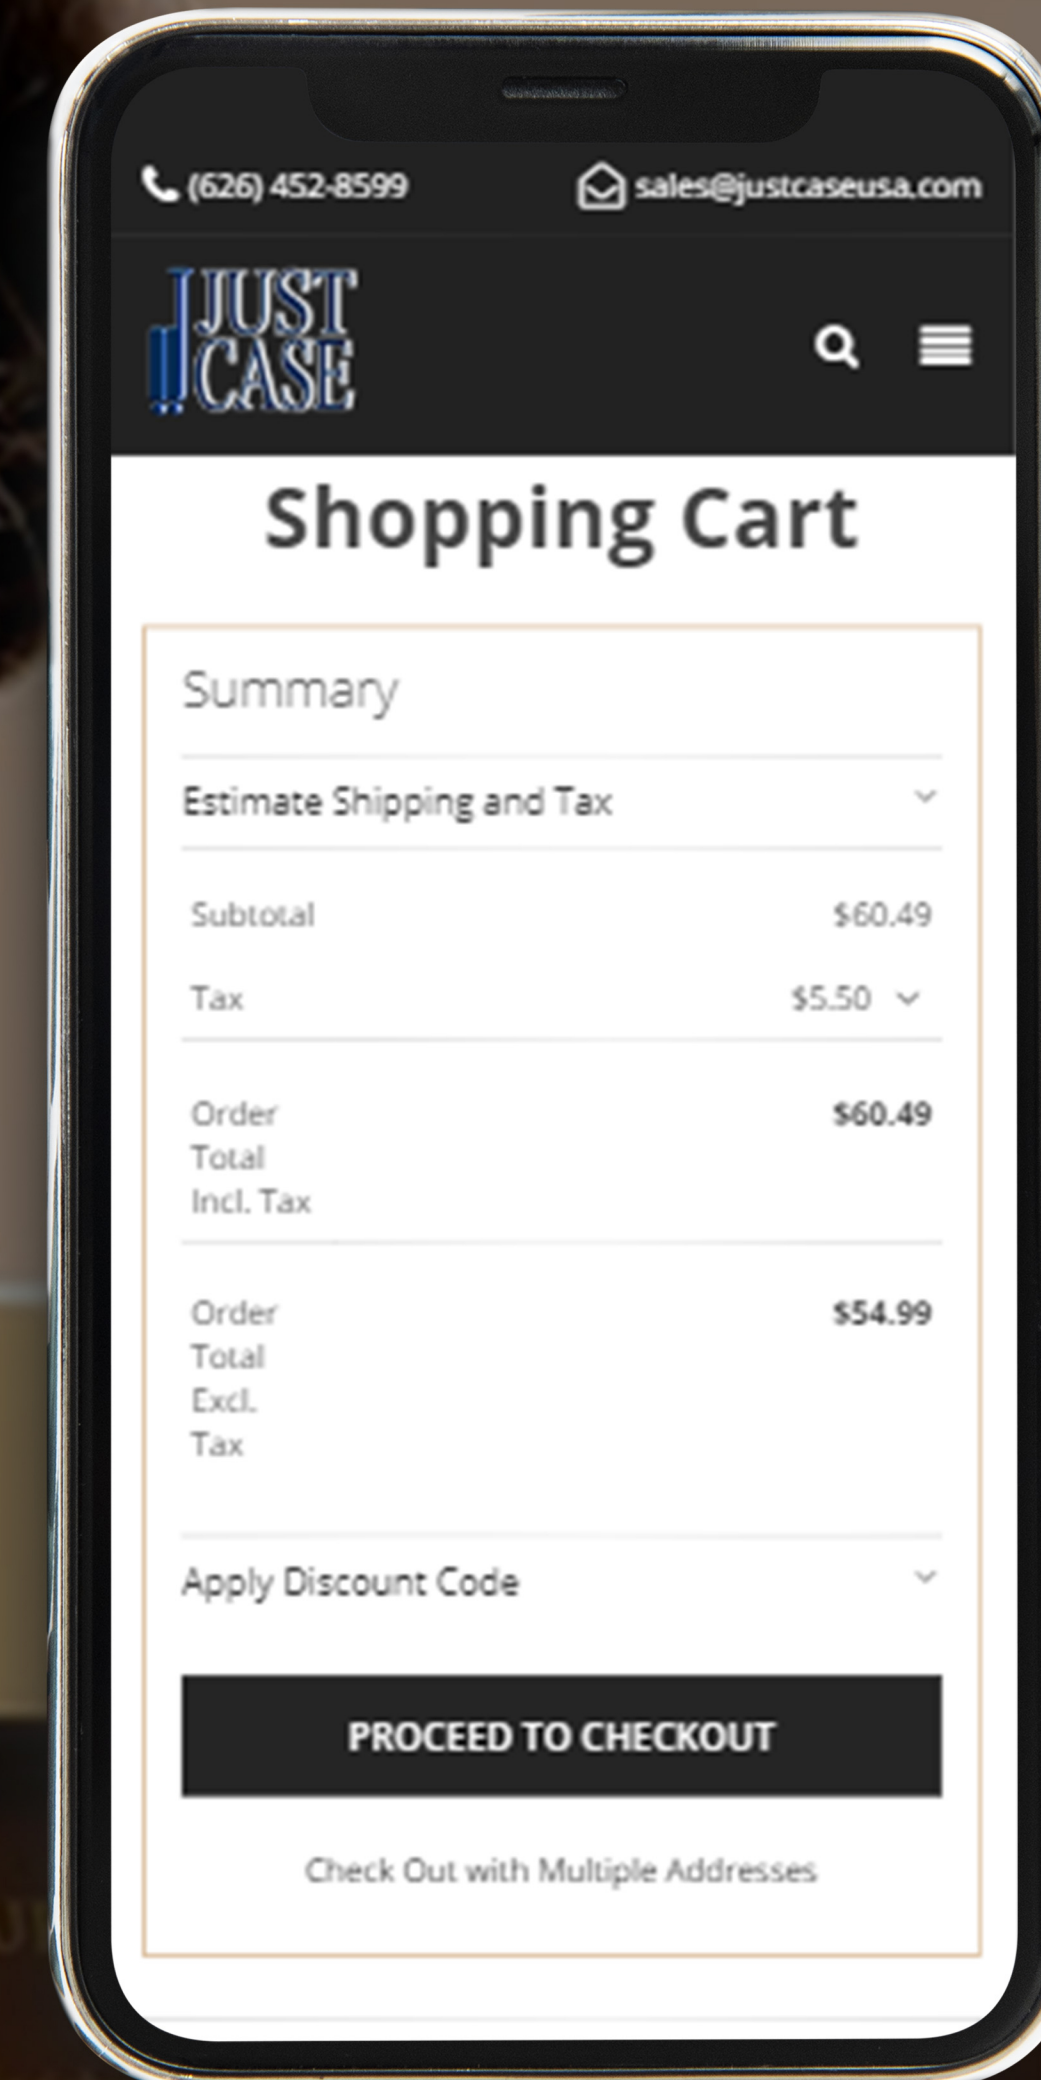 (626) 452-8599 sales@justcaseusa.com
JUST
CASE
Shopping Cart
Summary
Estimate Shipping and Tax
Subtotal $60.49
Tax $5.50
Order $60.49
Total
Incl. Tax
Order $54.99
Total
Excl.
Tax
Apply Discount Code
PROCEED TO CHECKOUT
Check Out with Multiple Addresses